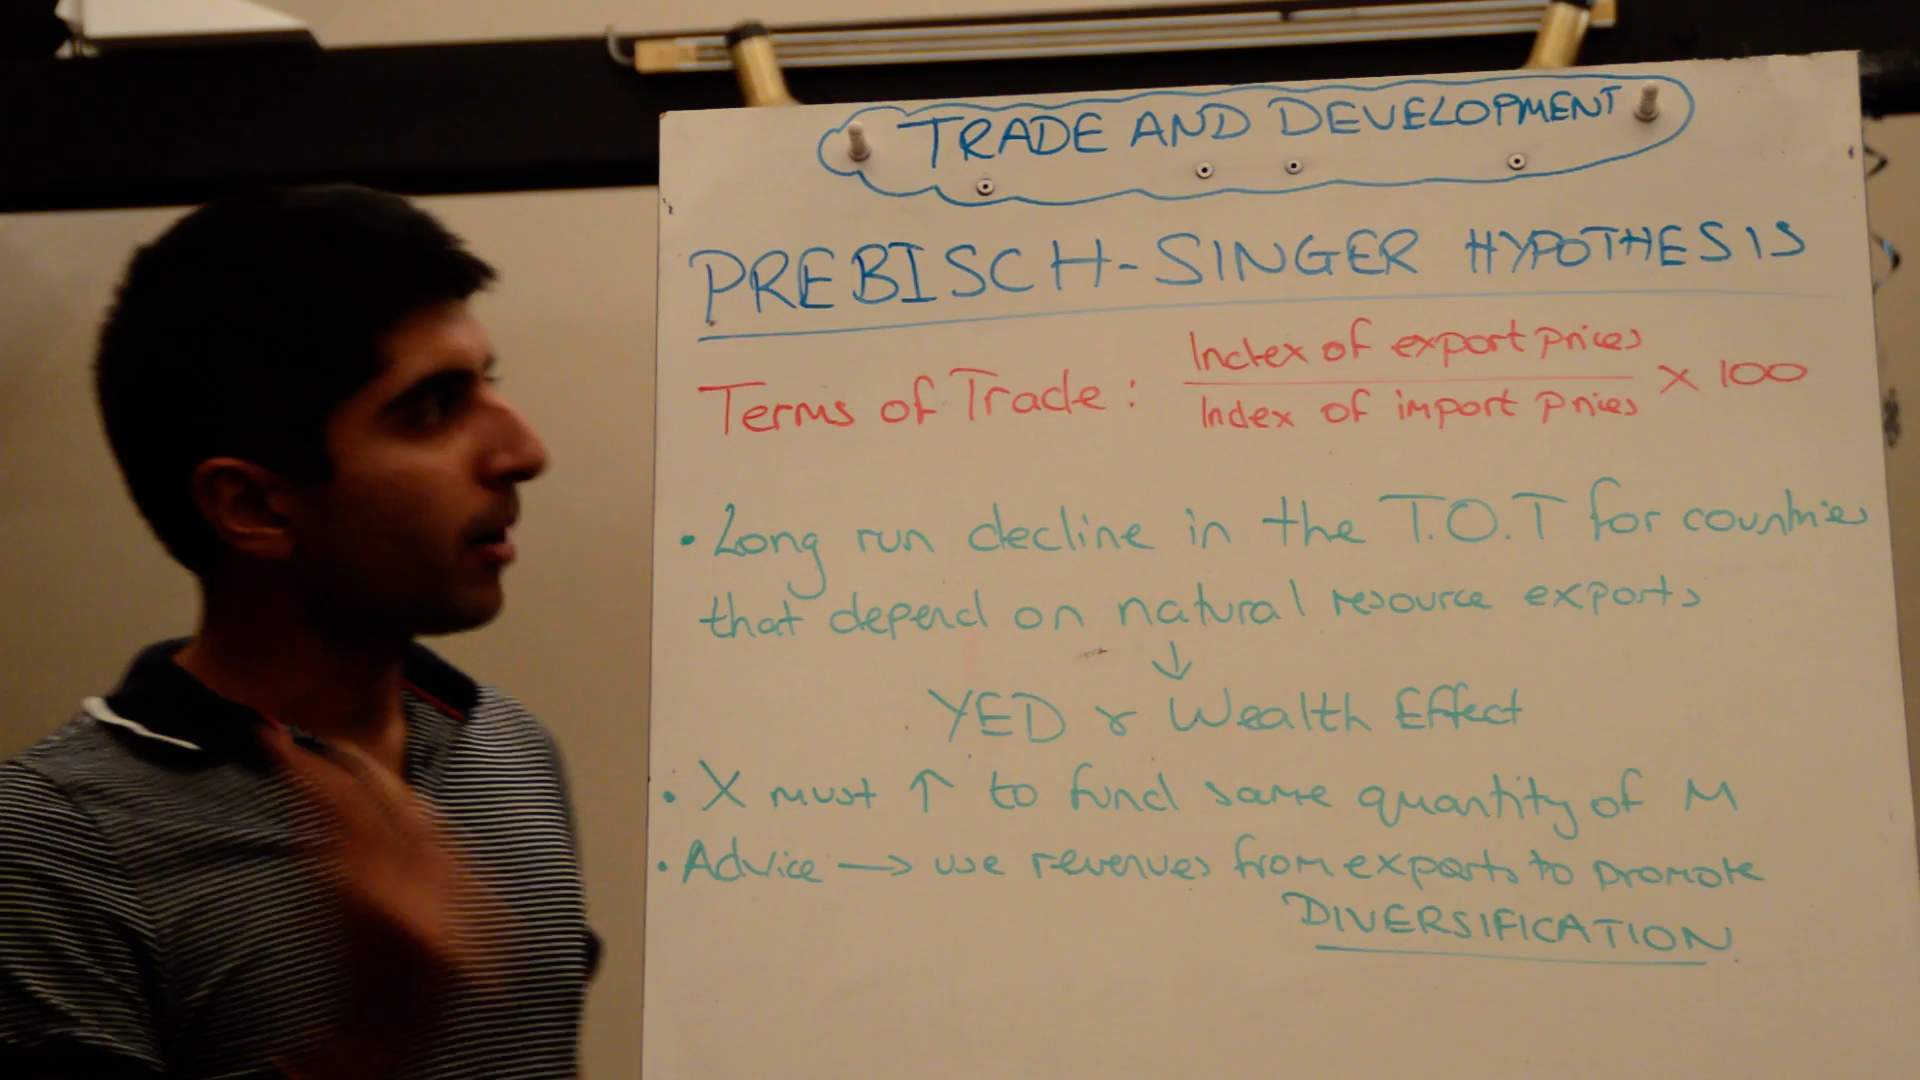 TRADE AND DEVELOPMENT
PREBISCH-SINGER HYPOTHESIS
Terms of Trade: Index of export prices
Index of import prices × 100
• Long run decline in the T.O.T for countries
that depend on natural resource exports
↓
YED & Wealth Effect
• X must ↑ to fund same quantity of M
• Advice → use revenues from exports to promote
DIVERSIFICATION